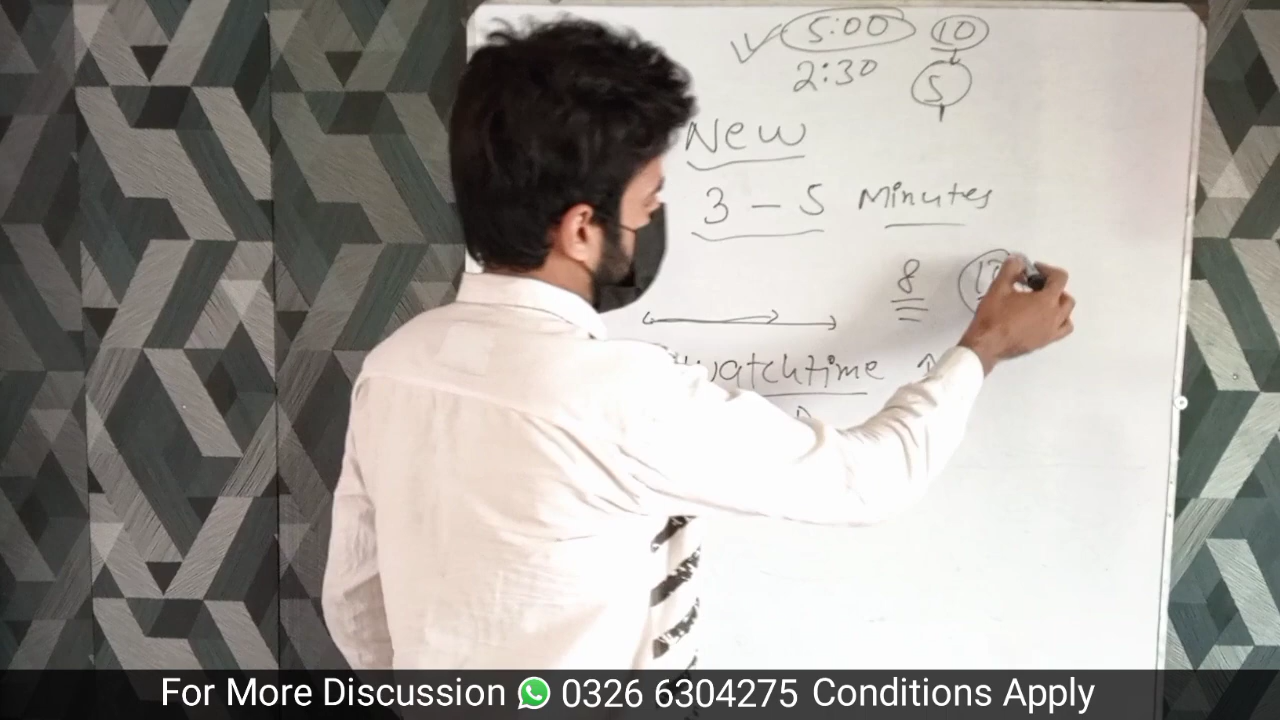 5:00 10
2:30 5
New
3 - 5 Minutes
8
watchtime ↑
For More Discussion 0326 6304275 Conditions Apply